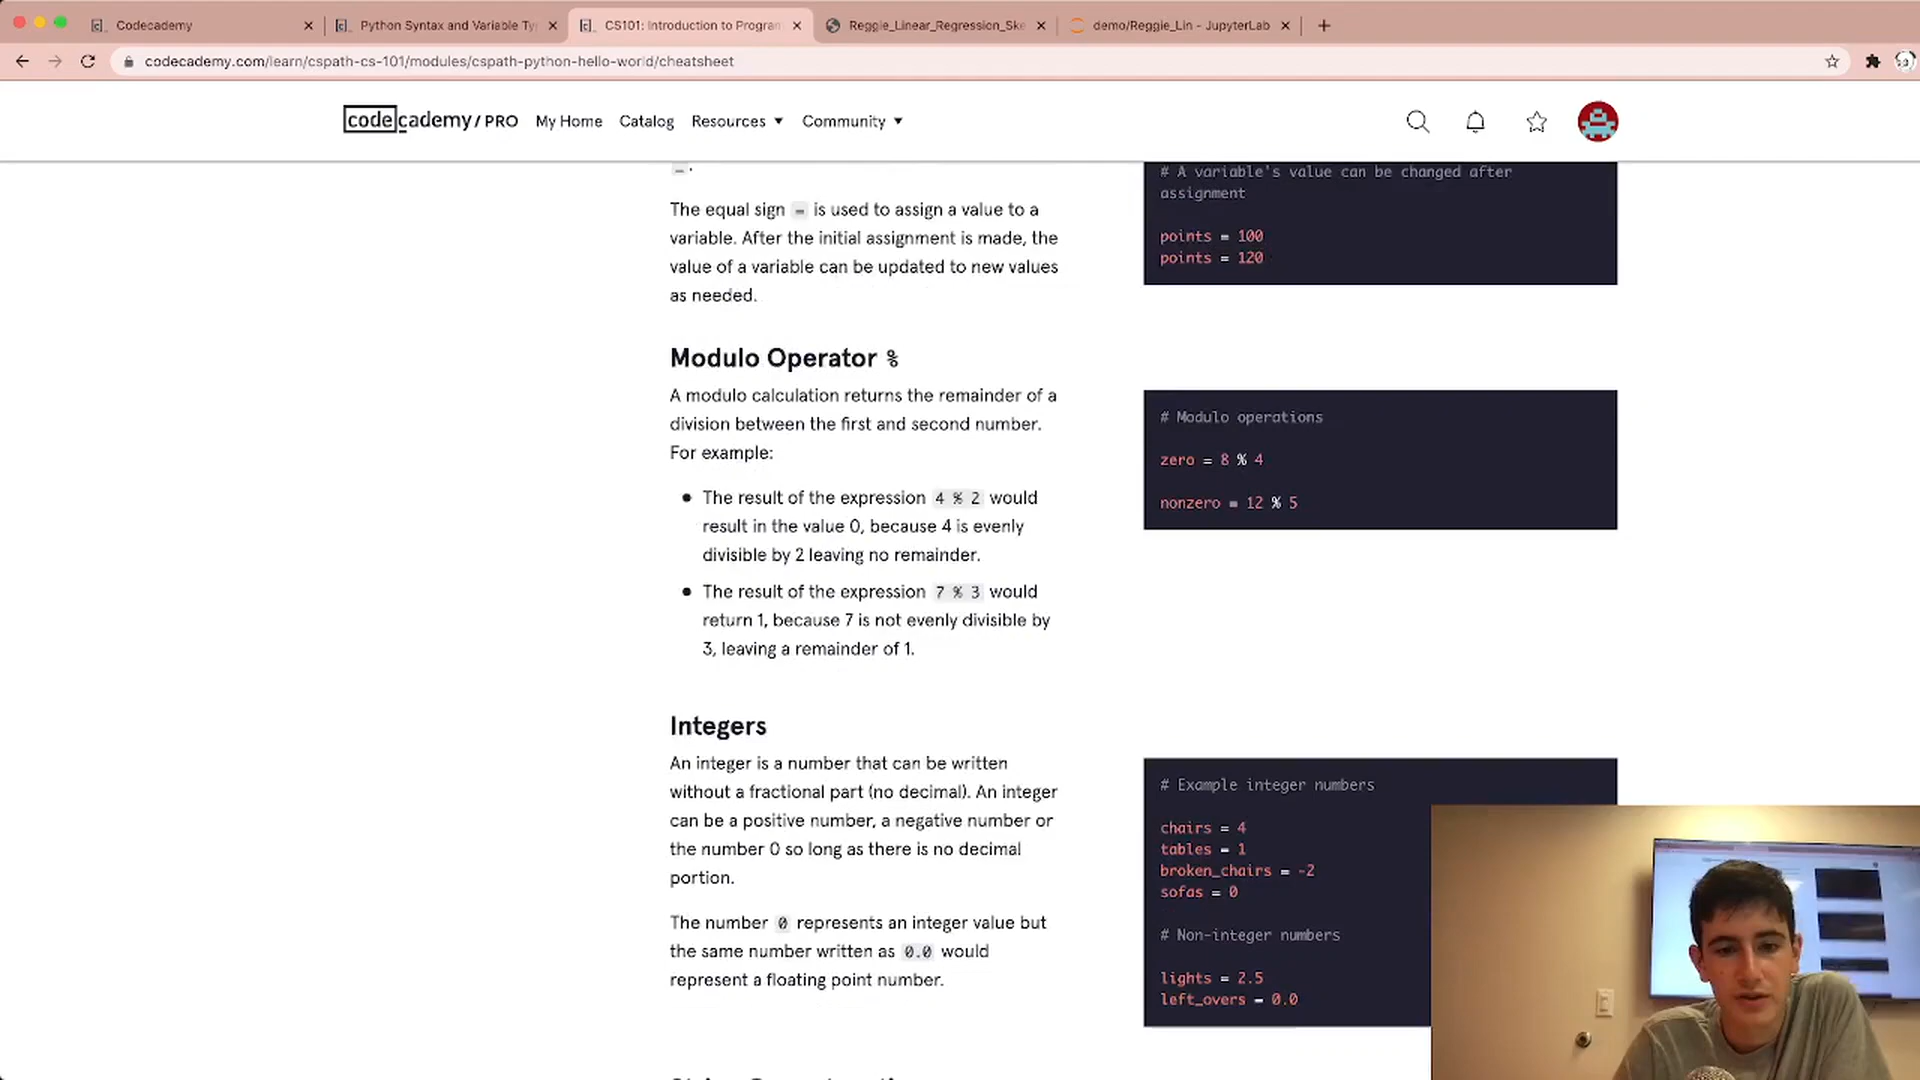 Codecademy
Python Syntax and Variable Ty
CS101: Introduction to Program
Reggie_Linear_Regression_Ske
demo/Reggie_Lin - JupyterLab
codecademy.com/learn/cspath-cs-101/modules/cspath-python-hello-world/cheatsheet
codecademy / PRO
My Home
Catalog
Resources
Community
_ .
The equal sign = is used to assign a value to a
variable. After the initial assignment is made, the
value of a variable can be updated to new values
as needed.
# A variable's value can be changed after
assignment
points = 100
points = 120
Modulo Operator %
A modulo calculation returns the remainder of a
division between the first and second number.
For example:
The result of the expression 4 % 2 would
result in the value 0, because 4 is evenly
divisible by 2 leaving no remainder.
The result of the expression 7 % 3 would
return 1, because 7 is not evenly divisible by
3, leaving a remainder of 1.
# Modulo operations
zero = 8 % 4
nonzero = 12 % 5
Integers
An integer is a number that can be written
without a fractional part (no decimal). An integer
can be a positive number, a negative number or
the number 0 so long as there is no decimal
portion.
The number 0 represents an integer value but
the same number written as 0.0 would
represent a floating point number.
# Example integer numbers
chairs = 4
tables = 1
broken_chairs = -2
sofas = 0
# Non-integer numbers
lights = 2.5
left_overs = 0.0